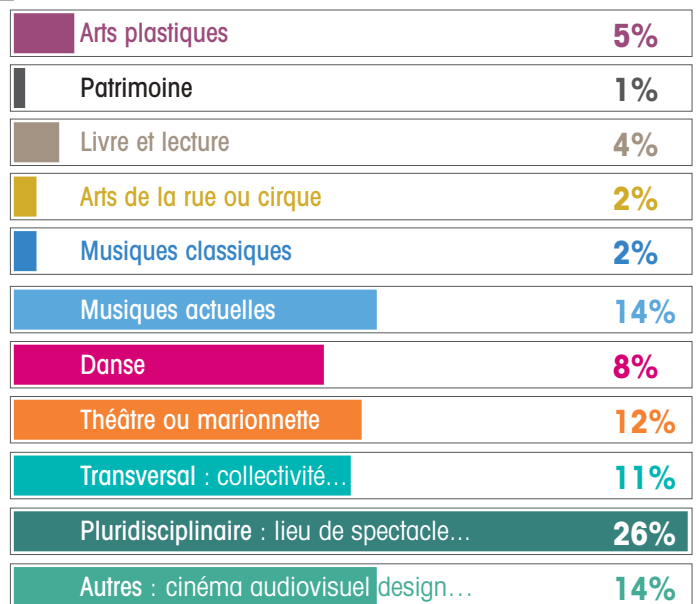 Arts plastiques 5%
Patrimoine 1%
Livre et lecture 4%
Arts de la rue ou cirque 2%
Musiques classiques 2%
Musiques actuelles 14%
Danse 8%
Théâtre ou marionnette 12%
Transversal : collectivité... 11%
Pluridisciplinaire : lieu de spectacle... 26%
Autres : cinéma audiovisuel design... 14%